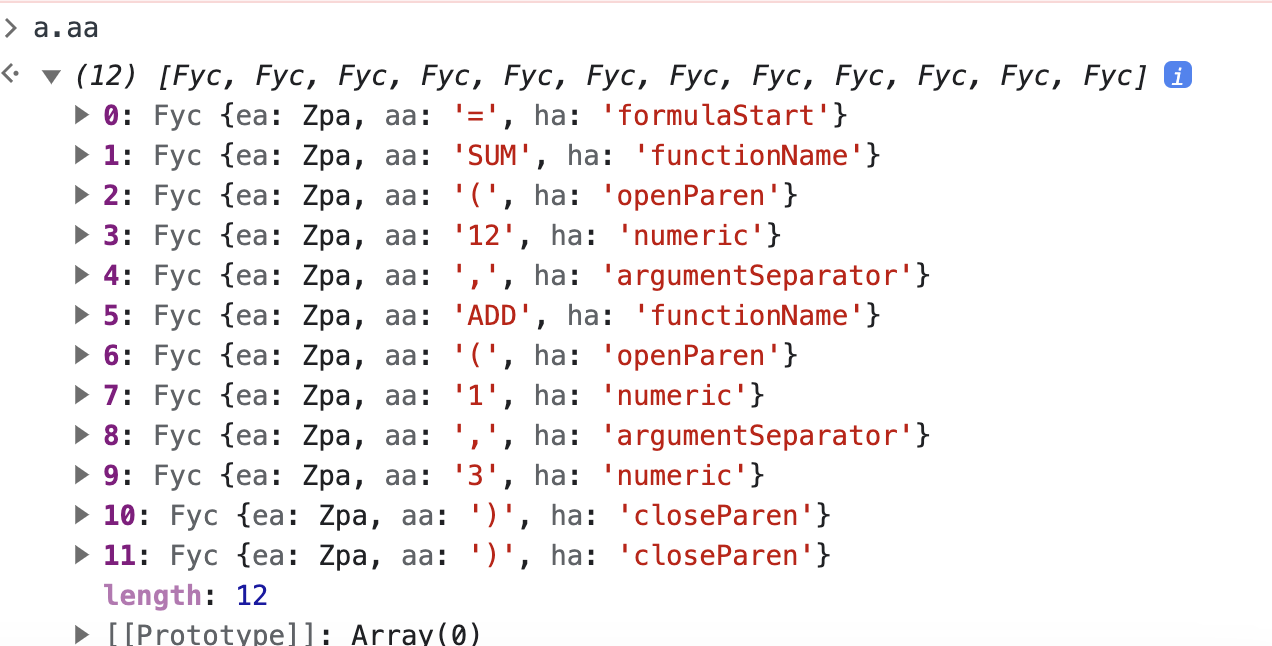 > a.aa
(12) [Fyc, Fyc, Fyc, Fyc, Fyc, Fyc, Fyc, Fyc, Fyc, Fyc, Fyc, Fyc] i
0: Fyc {ea: Zpa, aa: '=', ha: 'formulaStart'}
1: Fyc {ea: Zpa, aa: 'SUM', ha: 'functionName'}
2: Fyc {ea: Zpa, aa: '(', ha: 'openParen'}
3: Fyc {ea: Zpa, aa: '12', ha: 'numeric'}
4: Fyc {ea: Zpa, aa: ',', ha: 'argumentSeparator'}
5: Fyc {ea: Zpa, aa: 'ADD', ha: 'functionName'}
6: Fyc {ea: Zpa, aa: '(', ha: 'openParen'}
7: Fyc {ea: Zpa, aa: '1', ha: 'numeric'}
8: Fyc {ea: Zpa, aa: ',', ha: 'argumentSeparator'}
9: Fyc {ea: Zpa, aa: '3', ha: 'numeric'}
10: Fyc {ea: Zpa, aa: ')', ha: 'closeParen'}
11: Fyc {ea: Zpa, aa: ')', ha: 'closeParen'}
length: 12
[[Prototype]]: Array(0)